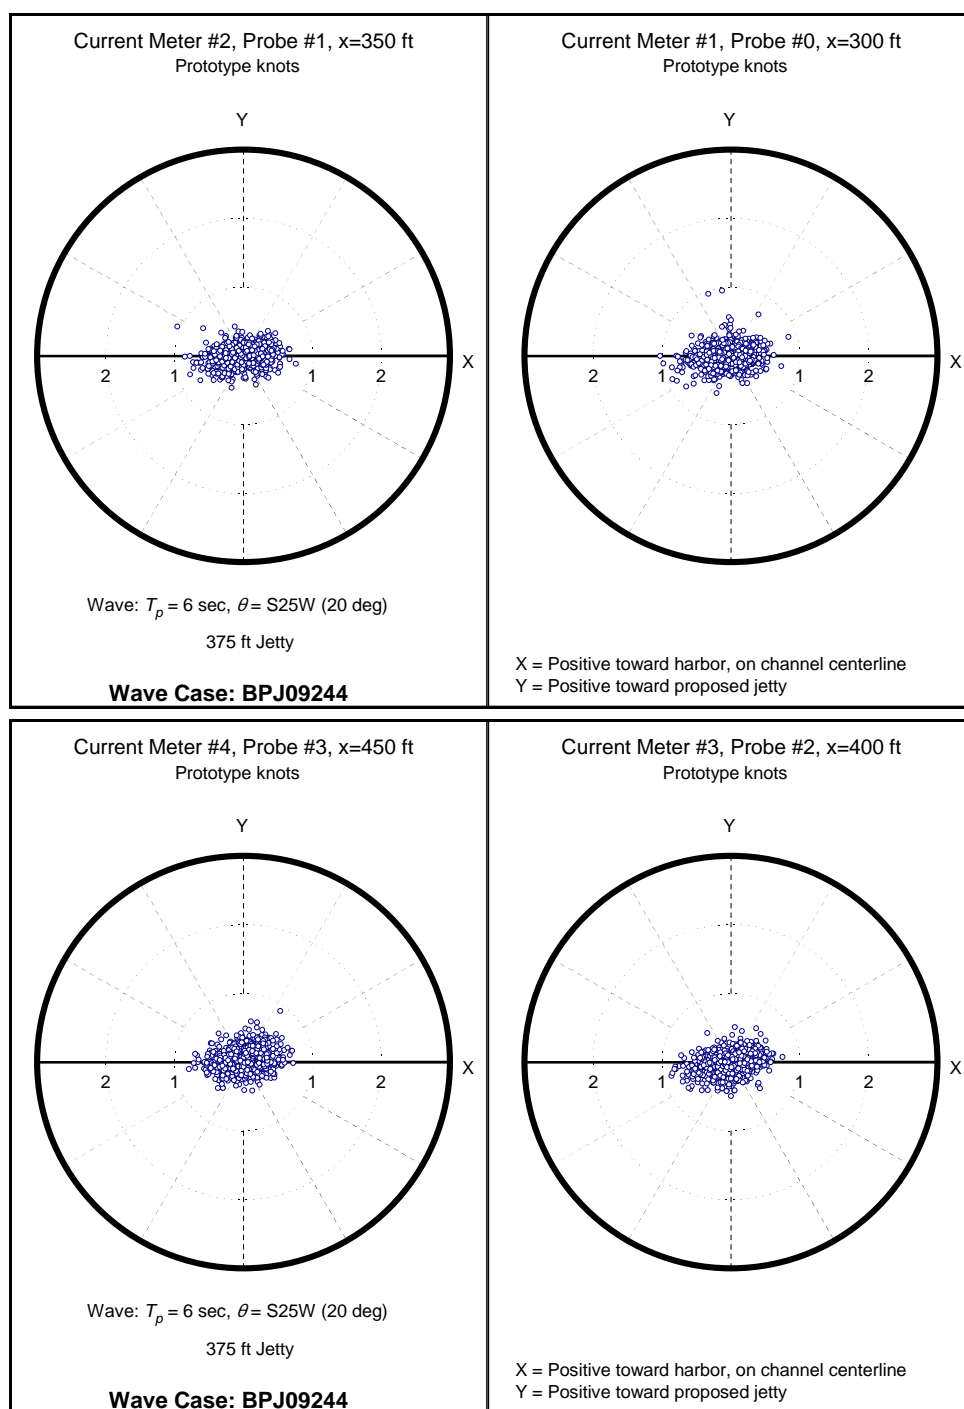 Current Meter #2, Probe #1, x=350 ft
Prototype knots
Y
X
2 1 1 2
Wave: Tp = 6 sec, θ = S25W (20 deg)
375 ft Jetty
Wave Case: BPJ09244
Current Meter #1, Probe #0, x=300 ft
Prototype knots
Y
X
2 1 1 2
X = Positive toward harbor, on channel centerline
Y = Positive toward proposed jetty
Current Meter #4, Probe #3, x=450 ft
Prototype knots
Y
X
2 1 1 2
Wave: Tp = 6 sec, θ = S25W (20 deg)
375 ft Jetty
Wave Case: BPJ09244
Current Meter #3, Probe #2, x=400 ft
Prototype knots
Y
X
2 1 1 2
X = Positive toward harbor, on channel centerline
Y = Positive toward proposed jetty